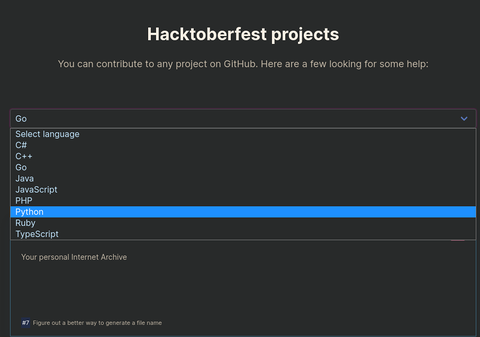 Hacktoberfest projects
You can contribute to any project on GitHub. Here are a few looking for some help:
Go
Select language
C#
C++
Go
Java
JavaScript
PHP
Python
Ruby
TypeScript
Your personal Internet Archive
#7 Figure out a better way to generate a file name